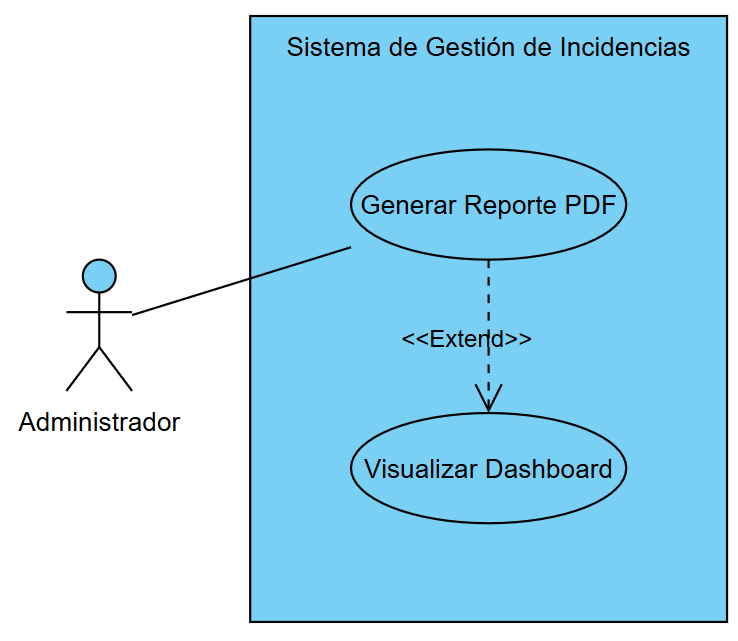 Sistema de Gestión de Incidencias
Generar Reporte PDF
<<Extend>>
Administrador
Visualizar Dashboard